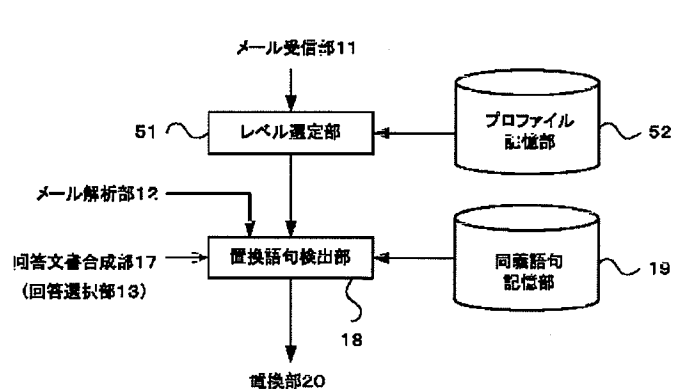 メール受信部11
51
レベル選定部
プロファイル
記憶部
52
メール解析部12
回答文書合成部17
(回答選択部13)
置換語句検出部
同義語句
記憶部
19
18
置換部20